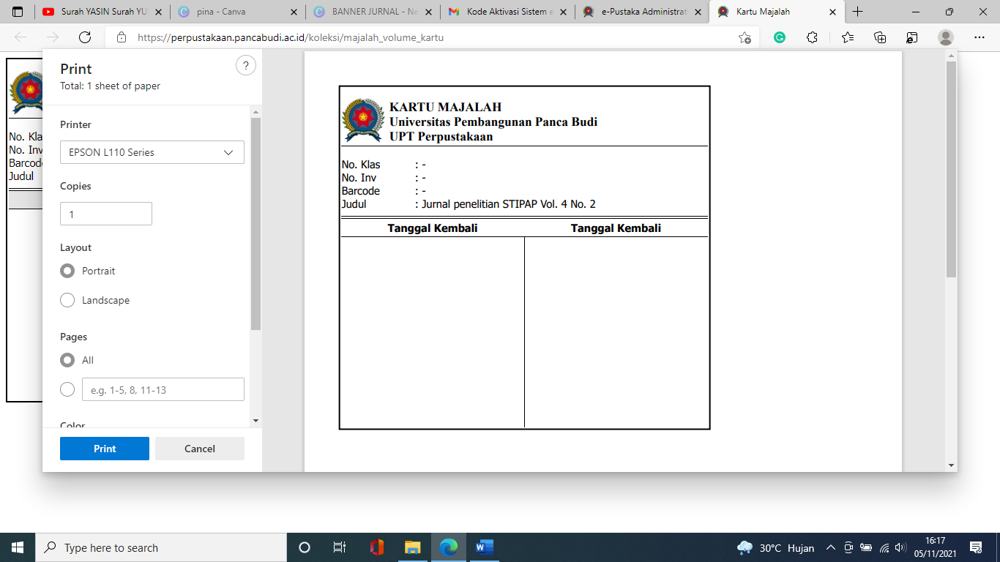 Surah YASIN Surah YU
pina - Canva
BANNER JURNAL - Ne
Kode Aktivasi Sistem e
e-Pustaka Administrat
Kartu Majalah
https://perpustakaan.pancabudi.ac.id/koleksi/majalah_volume_kartu
No. Kla
No. Inv
Barcode
Judul
Print
?
Total: 1 sheet of paper
Printer
EPSON L110 Series
Copies
1
Layout
Portrait
Landscape
Pages
All
e.g. 1-5, 8, 11-13
Color
Print
Cancel
KARTU MAJALAH
Universitas Pembangunan Panca Budi
UPT Perpustakaan
No. Klas : -
No. Inv : -
Barcode : -
Judul : Jurnal penelitian STIPAP Vol. 4 No. 2
Tanggal Kembali Tanggal Kembali
Type here to search
30°C Hujan
16:17
05/11/2021